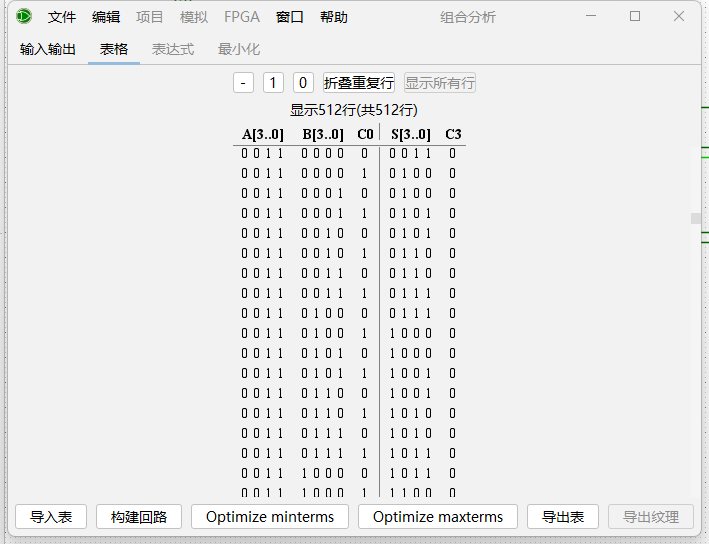 文件 编辑 项目 模拟 FPGA 窗口 帮助 组合分析
输入输出 表格 表达式 最小化
- 1 0 折叠重复行 显示所有行
显示512行(共512行)
A[3..0] B[3..0] C0 S[3..0] C3
0 0 1 1 0 0 0 0 0 0 0 1 1 0
0 0 1 1 0 0 0 0 1 0 1 0 0 0
0 0 1 1 0 0 0 1 0 0 1 0 0 0
0 0 1 1 0 0 0 1 1 0 1 0 1 0
0 0 1 1 0 0 1 0 0 0 1 0 1 0
0 0 1 1 0 0 1 0 1 0 1 1 0 0
0 0 1 1 0 0 1 1 0 0 1 1 0 0
0 0 1 1 0 0 1 1 1 0 1 1 1 0
0 0 1 1 0 1 0 0 0 0 1 1 1 0
0 0 1 1 0 1 0 0 1 1 0 0 0 0
0 0 1 1 0 1 0 1 0 1 0 0 0 0
0 0 1 1 0 1 0 1 1 1 0 0 1 0
0 0 1 1 0 1 1 0 0 1 0 0 1 0
0 0 1 1 0 1 1 0 1 1 0 1 0 0
0 0 1 1 0 1 1 1 0 1 0 1 0 0
0 0 1 1 0 1 1 1 1 1 0 1 1 0
0 0 1 1 1 0 0 0 0 1 0 1 1 0
0 0 1 1 1 0 0 0 1 1 1 0 0 0
导入表 构建回路 Optimize minterms Optimize maxterms 导出表 导出纹理